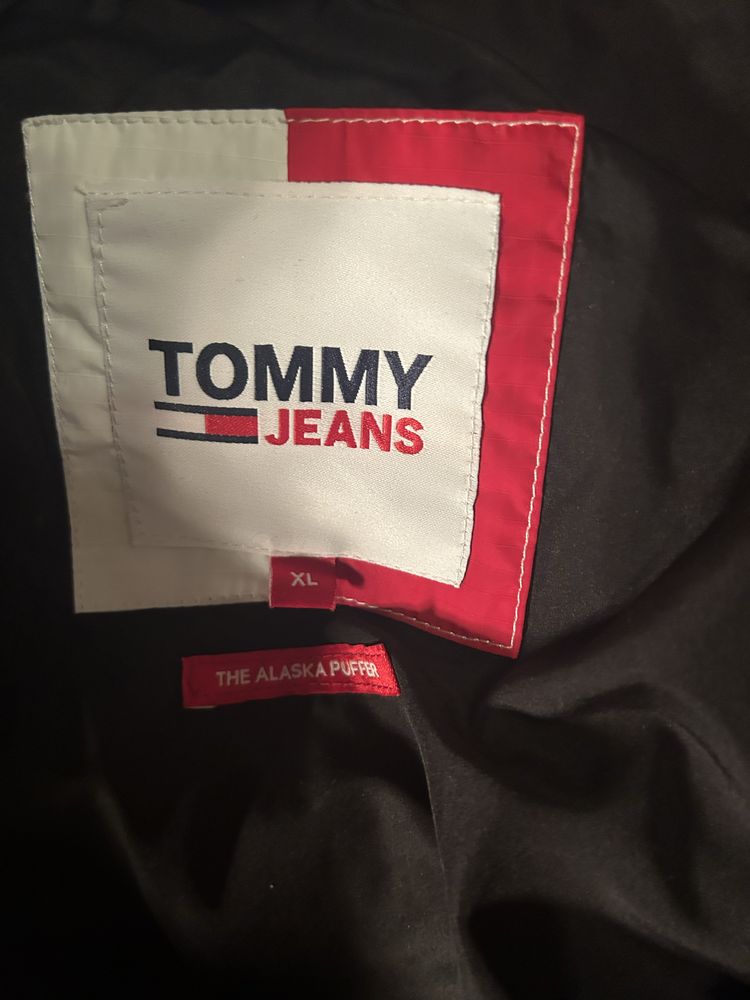 TOMMY
JEANS
XL
THE ALASKA PUFFER